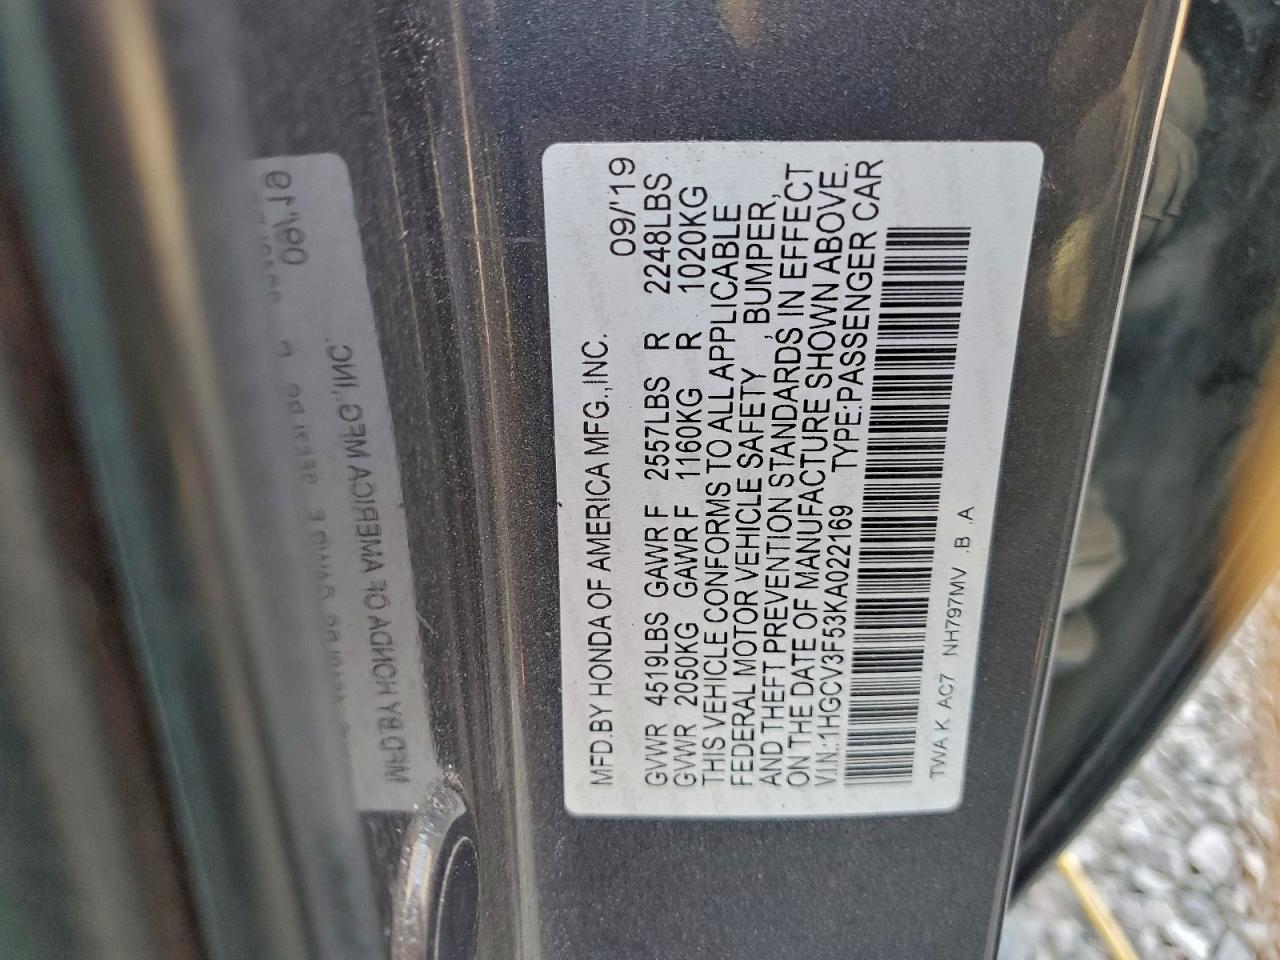 MFD.BY HONDA OF AMERICA MFG.,INC. 09/'19
GVWR 4519LBS GAWR F 2557LBS R 2248LBS
GVWR 2050KG GAWR F 1160KG R 1020KG
THIS VEHICLE CONFORMS TO ALL APPLICABLE
FEDERAL MOTOR VEHICLE SAFETY , BUMPER,
AND THEFT PREVENTION STANDARDS IN EFFECT
ON THE DATE OF MANUFACTURE SHOWN ABOVE.
V.I.N.:1HGCV3F53KA022169 TYPE:PASSENGER CAR
TWA K AC7 NH797MV .B .A